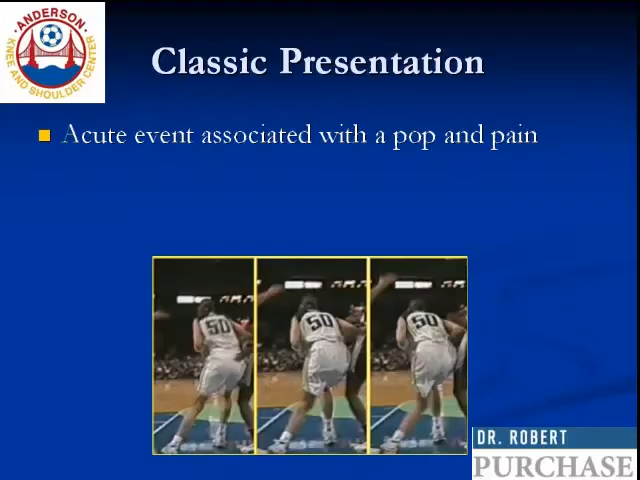 ANDERSON
KNEE AND SHOULDER CENTER
Classic Presentation
Acute event associated with a pop and pain
50
50
50
DR. ROBERT
PURCHASE